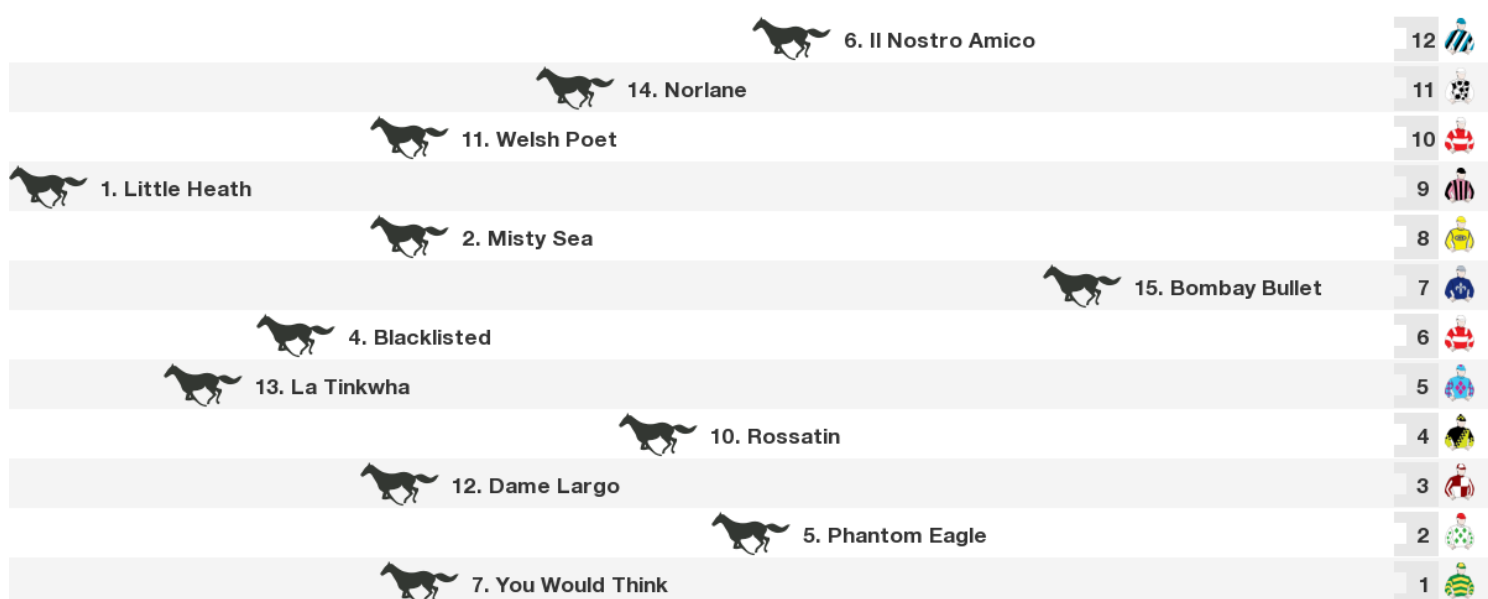 6. Il Nostro Amico 12
14. Norlane 11
11. Welsh Poet 10
1. Little Heath 9
2. Misty Sea 8
15. Bombay Bullet 7
4. Blacklisted 6
13. La Tinkwha 5
10. Rossatin 4
12. Dame Largo 3
5. Phantom Eagle 2
7. You Would Think 1